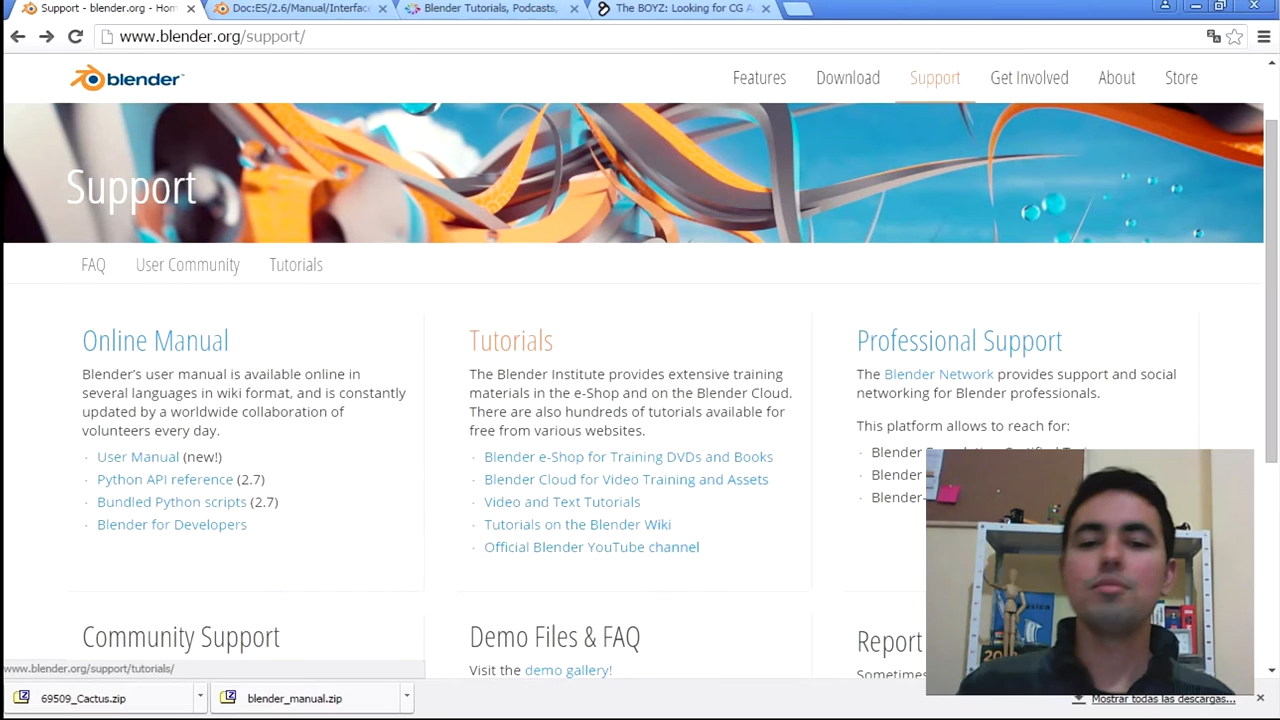 Support - blender.org - Hom
Doc:ES/2.6/Manual/Interfac
Blender Tutorials, Podcasts,
The BOYZ: Looking for CG A
www.blender.org/support/
blender
Features
Download
Support
Get Involved
About
Store
Support
FAQ
User Community
Tutorials
Online Manual
Blender's user manual is available online in
several languages in wiki format, and is constantly
updated by a worldwide collaboration of
volunteers every day.
User Manual (new!)
Python API reference (2.7)
Bundled Python scripts (2.7)
Blender for Developers
Tutorials
The Blender Institute provides extensive training
materials in the e-Shop and on the Blender Cloud.
There are also hundreds of tutorials available for
free from various websites.
Blender e-Shop for Training DVDs and Books
Blender Cloud for Video Training and Assets
Video and Text Tutorials
Tutorials on the Blender Wiki
Official Blender YouTube channel
Professional Support
The Blender Network provides support and social
networking for Blender professionals.
This platform allows to reach for:
Blender
Blender
Blender-
Community Support
Demo Files & FAQ
Visit the demo gallery!
Report
Sometimes
www.blender.org/support/tutorials/
69509_Cactus.zip
blender_manual.zip
Mostrar todas las descargas...